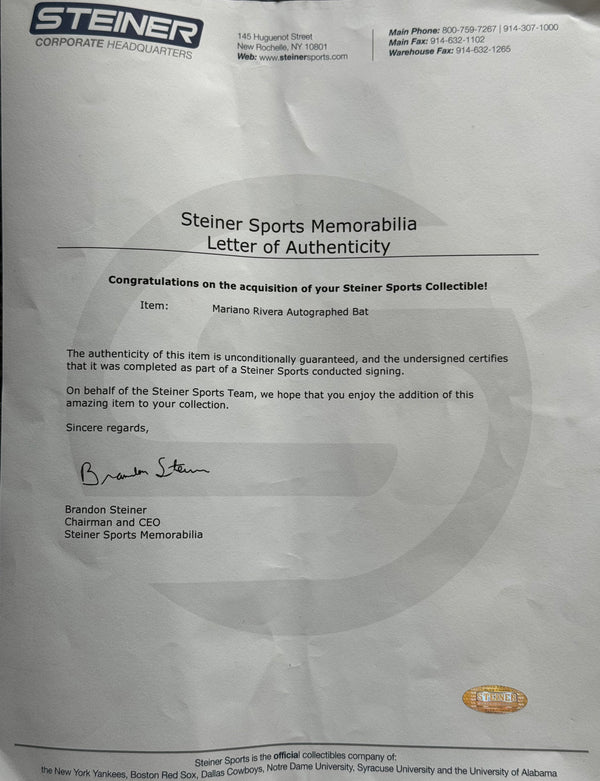 STEINER
CORPORATE HEADQUARTERS
145 Huguenot Street
New Rochelle, NY 10801
Web: www.steinersports.com
Main Phone: 800-759-7267 | 914-307-1000
Main Fax: 914-632-1102
Warehouse Fax: 914-632-1265
Steiner Sports Memorabilia
Letter of Authenticity
Congratulations on the acquisition of your Steiner Sports Collectible!
Item: Mariano Rivera Autographed Bat
The authenticity of this item is unconditionally guaranteed, and the undersigned certifies
that it was completed as part of a Steiner Sports conducted signing.
On behalf of the Steiner Sports Team, we hope that you enjoy the addition of this
amazing item to your collection.
Sincere regards,
Brandon Steiner
Brandon Steiner
Chairman and CEO
Steiner Sports Memorabilia
STEINER
Steiner Sports is the official collectibles company of:
the New York Yankees, Boston Red Sox, Dallas Cowboys, Notre Dame University, Syracuse University and the University of Alabama